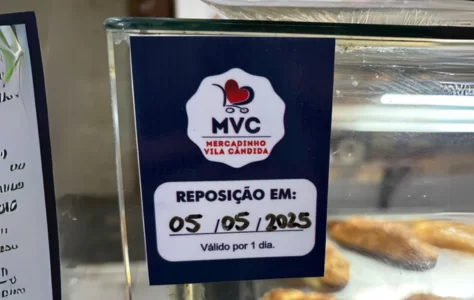 MVC
MERCADINHO
VILA CÂNDIDA
REPOSIÇÃO EM:
05 / 05 / 2025
Válido por 1 dia.